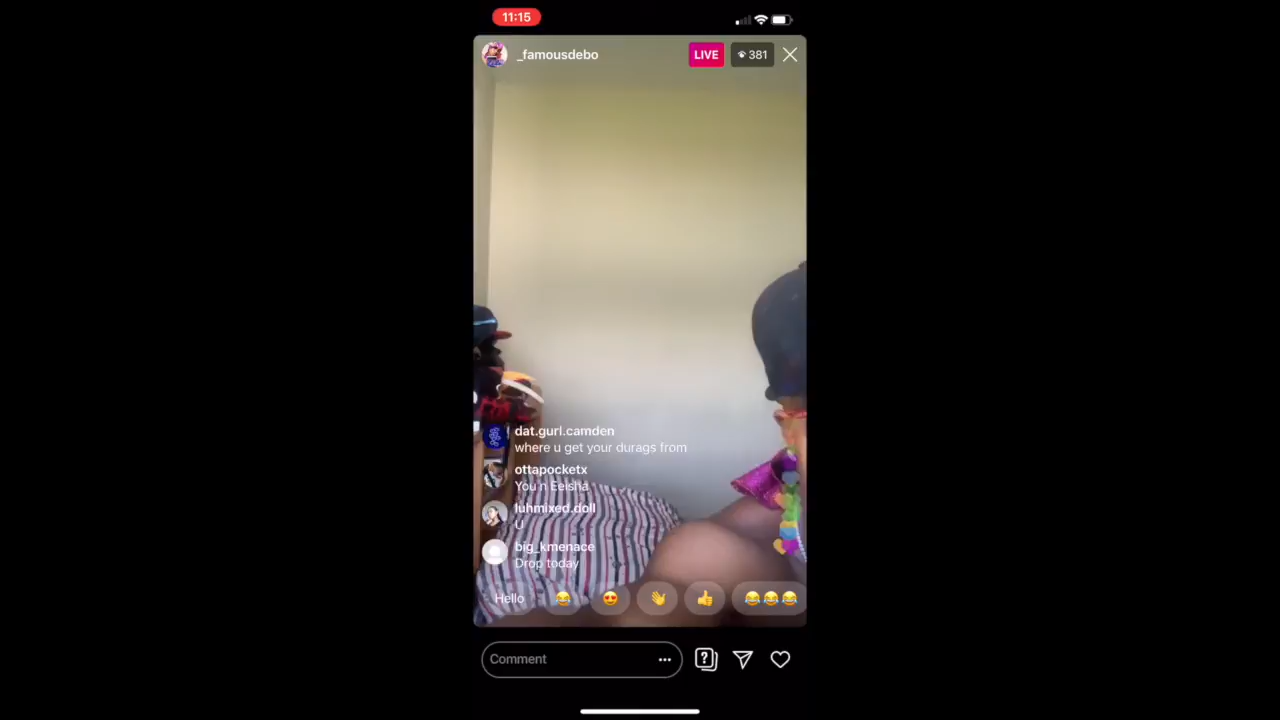 11:15
_famousdebo
LIVE
381
dat.gurl.camden
where u get your durags from
ottapocketx
You n Eeisha
luhmixed.doll
U
big_kmenace
Drop today
Hello
Comment